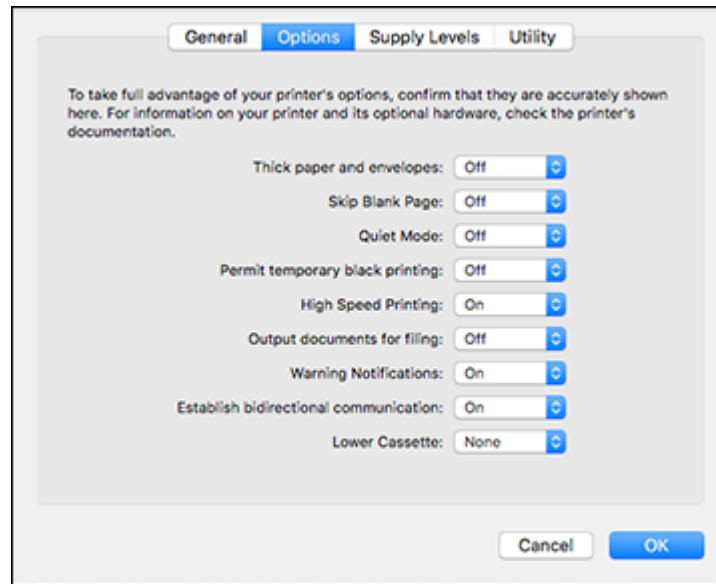 General Options Supply Levels Utility
To take full advantage of your printer's options, confirm that they are accurately shown
here. For information on your printer and its optional hardware, check the printer's
documentation.
Thick paper and envelopes: Off
Skip Blank Page: Off
Quiet Mode: Off
Permit temporary black printing: Off
High Speed Printing: On
Output documents for filing: Off
Warning Notifications: On
Establish bidirectional communication: On
Lower Cassette: None
Cancel OK